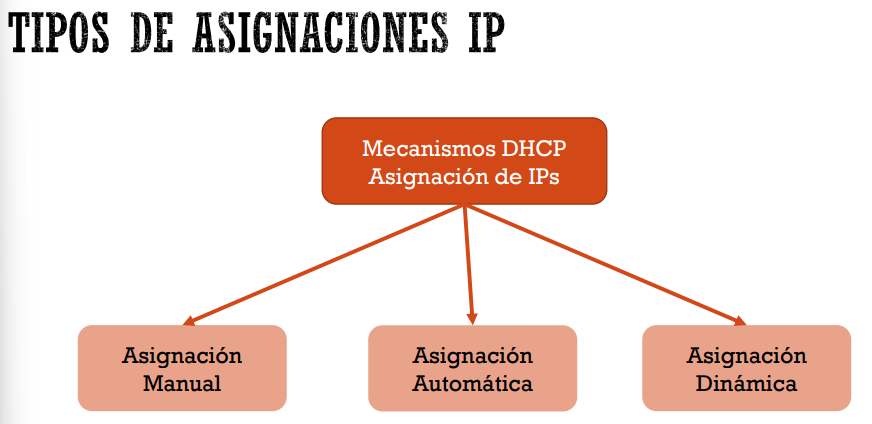 TIPOS DE ASIGNACIONES IP
Mecanismos DHCP
Asignación de IPs
Asignación
Manual
Asignación
Automática
Asignación
Dinámica